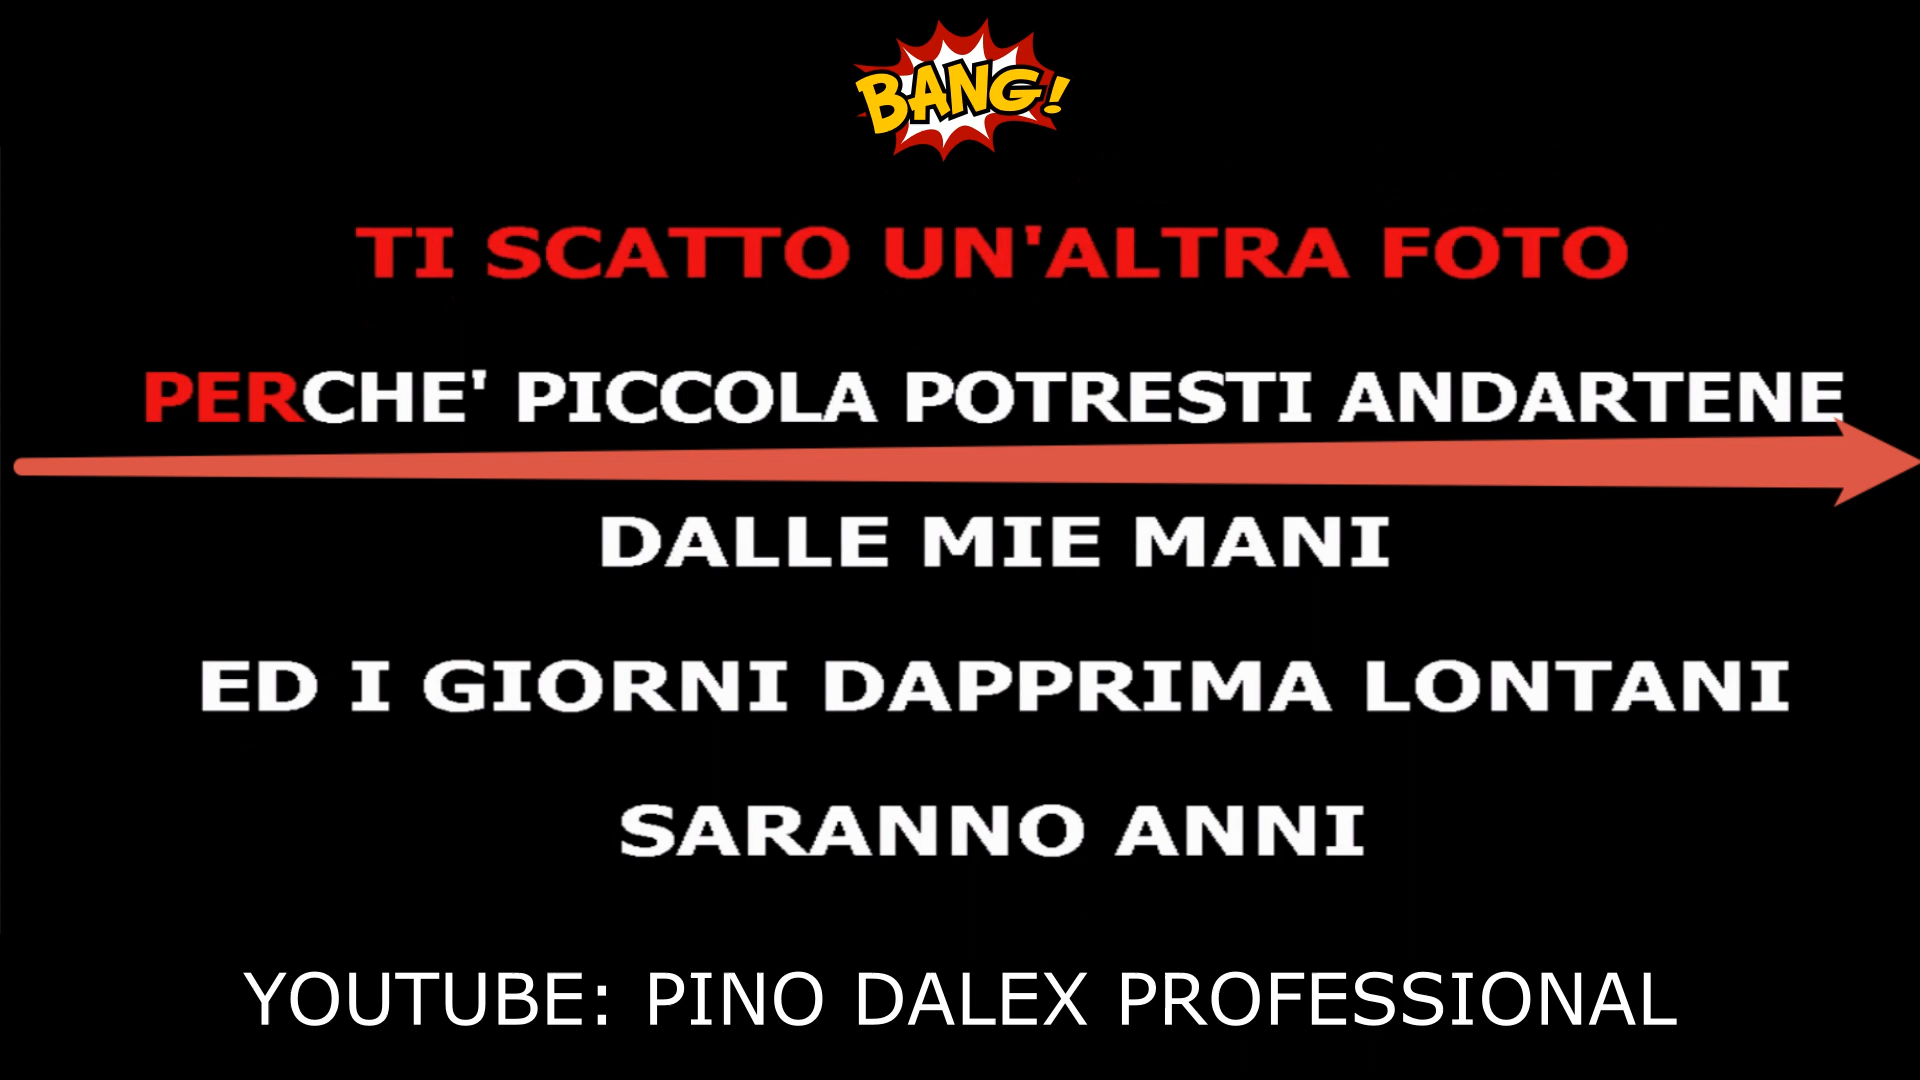 BANG!
TI SCATTO UN'ALTRA FOTO
PERCHE' PICCOLA POTRESTI ANDARTENE
DALLE MIE MANI
ED I GIORNI DAPPRIMA LONTANI
SARANNO ANNI
YOUTUBE: PINO DALEX PROFESSIONAL